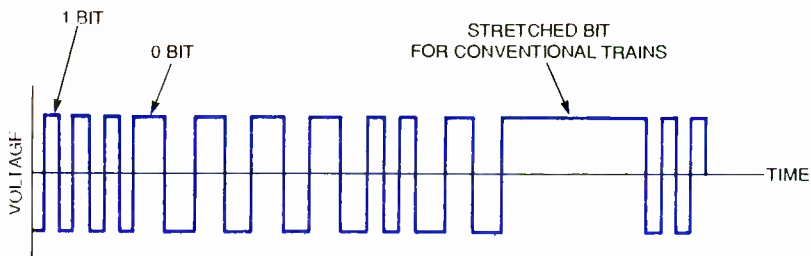 1 BIT
0 BIT
STRETCHED BIT
FOR CONVENTIONAL TRAINS
VOLTAGE
TIME